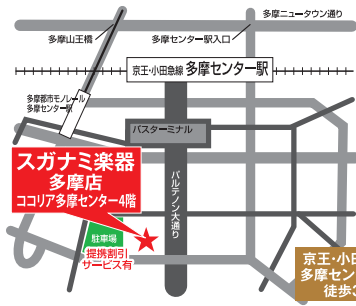 多摩ニュータウン通り
多摩山王橋
多摩センター駅入口
京王・小田急線 多摩センター駅
多摩都市モノレール
多摩センター駅
バスターミナル
スガナミ楽器
多摩店
ココリア多摩センター4階
パルテノン大通り
駐車場
提携割引
サービス有
京王・小田
多摩セン
徒歩